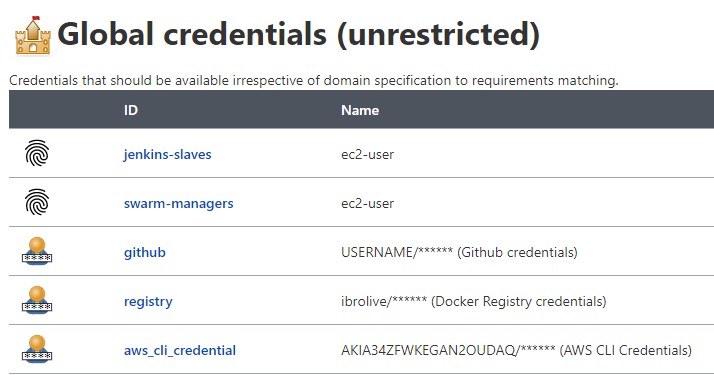 Global credentials (unrestricted)
Credentials that should be available irrespective of domain specification to requirements matching.
ID Name
jenkins-slaves ec2-user
swarm-managers ec2-user
github USERNAME/****** (Github credentials)
registry ibrolive/****** (Docker Registry credentials)
aws_cli_credential AKIA34ZFWKEGAN2OUDAQ/****** (AWS CLI Credentials)